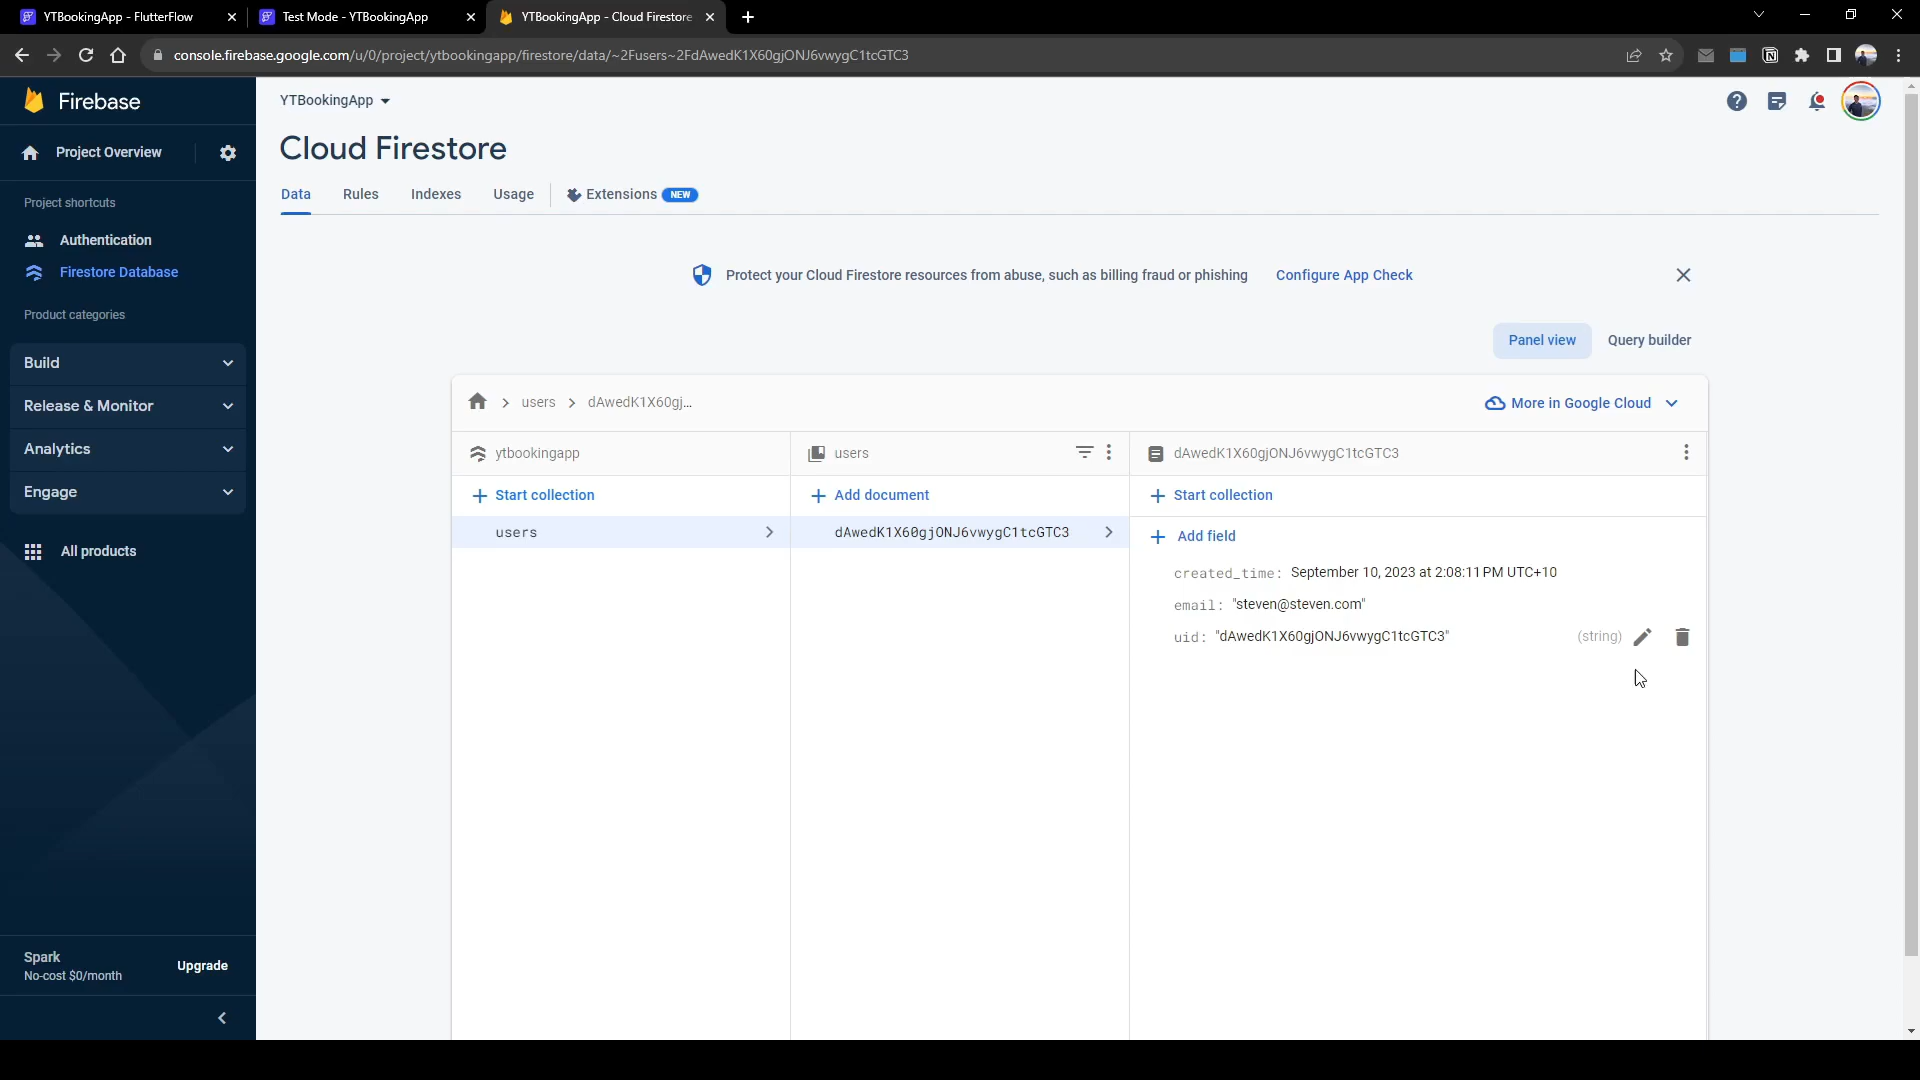 YTBookingApp - FlutterFlow
Test Mode - YTBookingApp
YTBookingApp - Cloud Firestore
console.firebase.google.com/u/0/project/ytbookingapp/firestore/data/~2Fusers~2FdAwedK1X60gjONJ6vwygC1tcGTC3
Firebase
Project Overview
Project shortcuts
Authentication
Firestore Database
Product categories
Build
Release & Monitor
Analytics
Engage
All products
Spark
No-cost $0/month
Upgrade
YTBookingApp
Cloud Firestore
Data
Rules
Indexes
Usage
Extensions
NEW
Protect your Cloud Firestore resources from abuse, such as billing fraud or phishing
Configure App Check
Panel view
Query builder
users
dAwedK1X60gj...
More in Google Cloud
ytbookingapp
Start collection
users
users
Add document
dAwedK1X60gjONJ6vwygC1tcGTC3
dAwedK1X60gjONJ6vwygC1tcGTC3
Start collection
Add field
created_time: September 10, 2023 at 2:08:11 PM UTC+10
email: "steven@steven.com"
uid: "dAwedK1X60gjONJ6vwygC1tcGTC3"
(string)